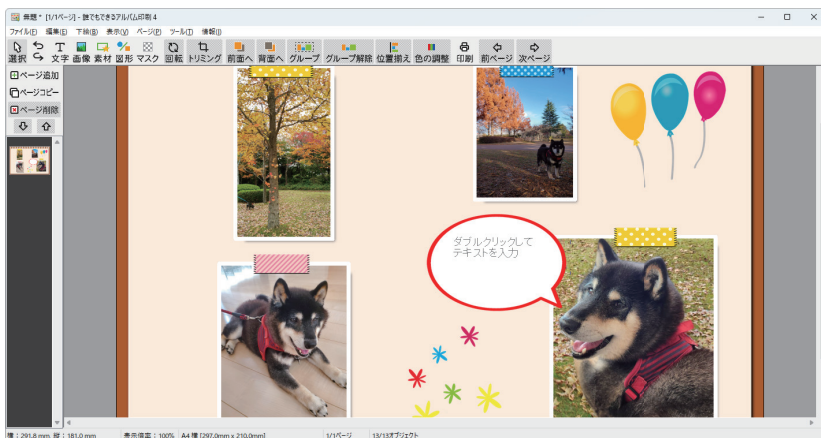 無題 * [1/1ページ] - 誰でもできるアルバム印刷 4
ファイル(F) 編集(E) 下絵(B) 表示(V) ページ(P) ツール(T) 情報(I)
選択 文字 画像 素材 図形 マスク 回転 トリミング 前面へ 背面へ グループ グループ解除 位置揃え 色の調整 印刷 前ページ 次ページ
ページ追加
ページコピー
ページ削除
ダブルクリックして
テキストを入力
横：291.8 mm 縦：181.0 mm 表示倍率：100% A4 横 [297.0mm x 210.0mm] 1/1ページ 13/13オブジェクト